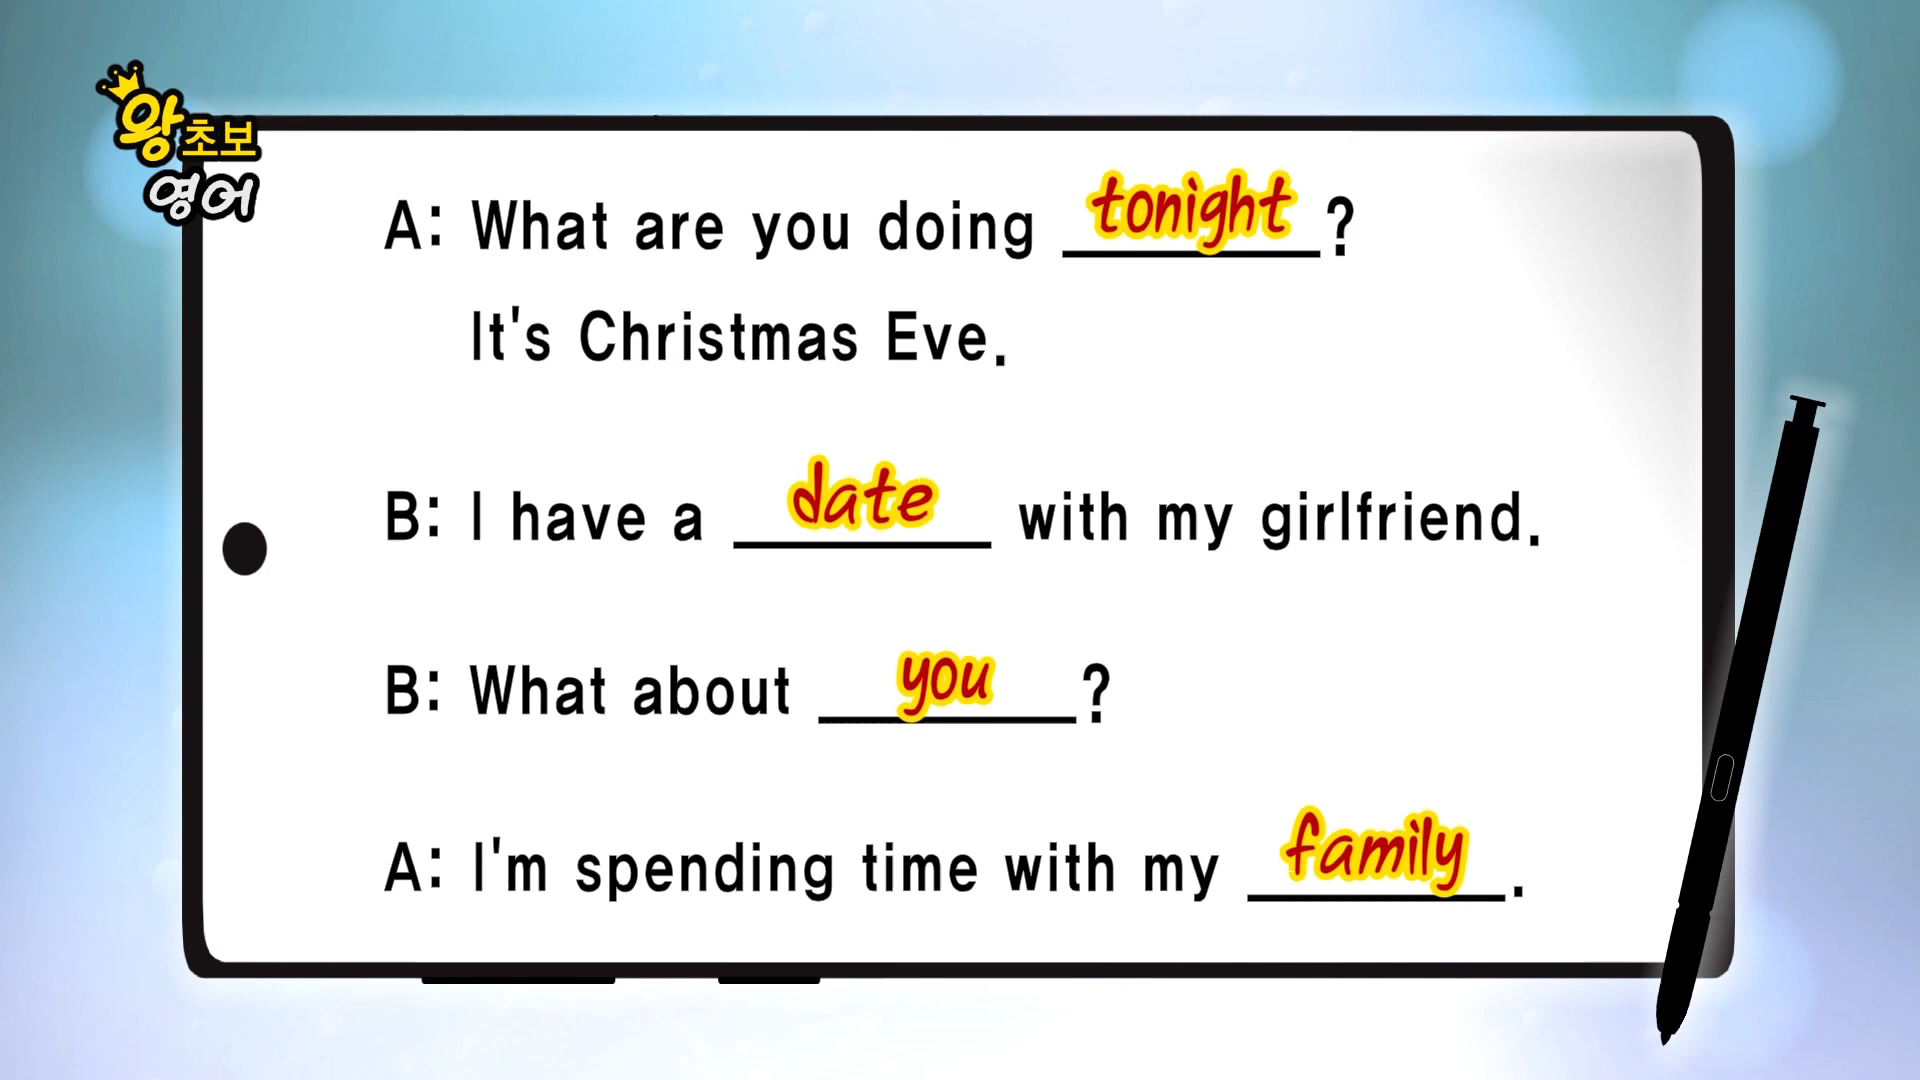 왕초보
영어
A: What are you doing tonight?
It's Christmas Eve.
B: I have a date with my girlfriend.
B: What about you?
A: I'm spending time with my family.